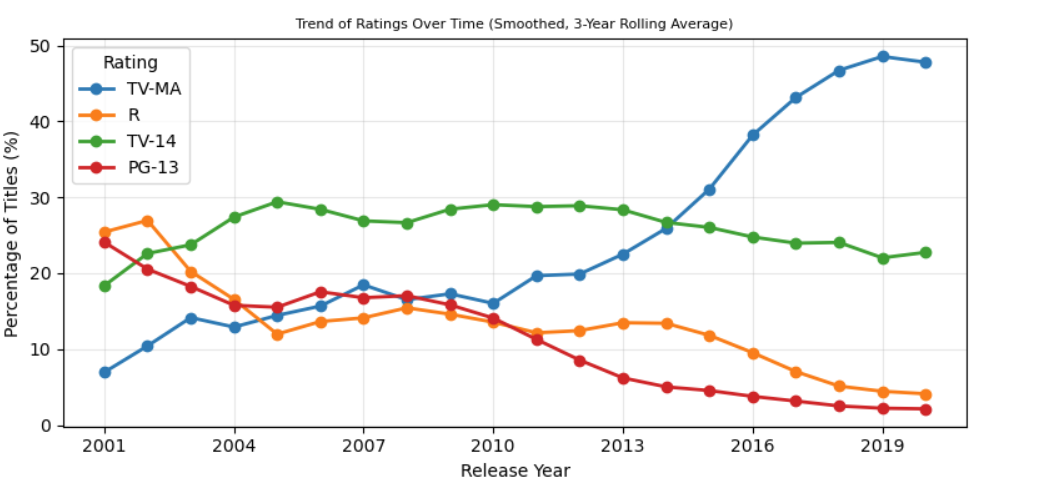 Trend of Ratings Over Time (Smoothed, 3-Year Rolling Average)
Percentage of Titles (%)
50
40
30
20
10
0
Rating
TV-MA
R
TV-14
PG-13
2001 2004 2007 2010 2013 2016 2019
Release Year